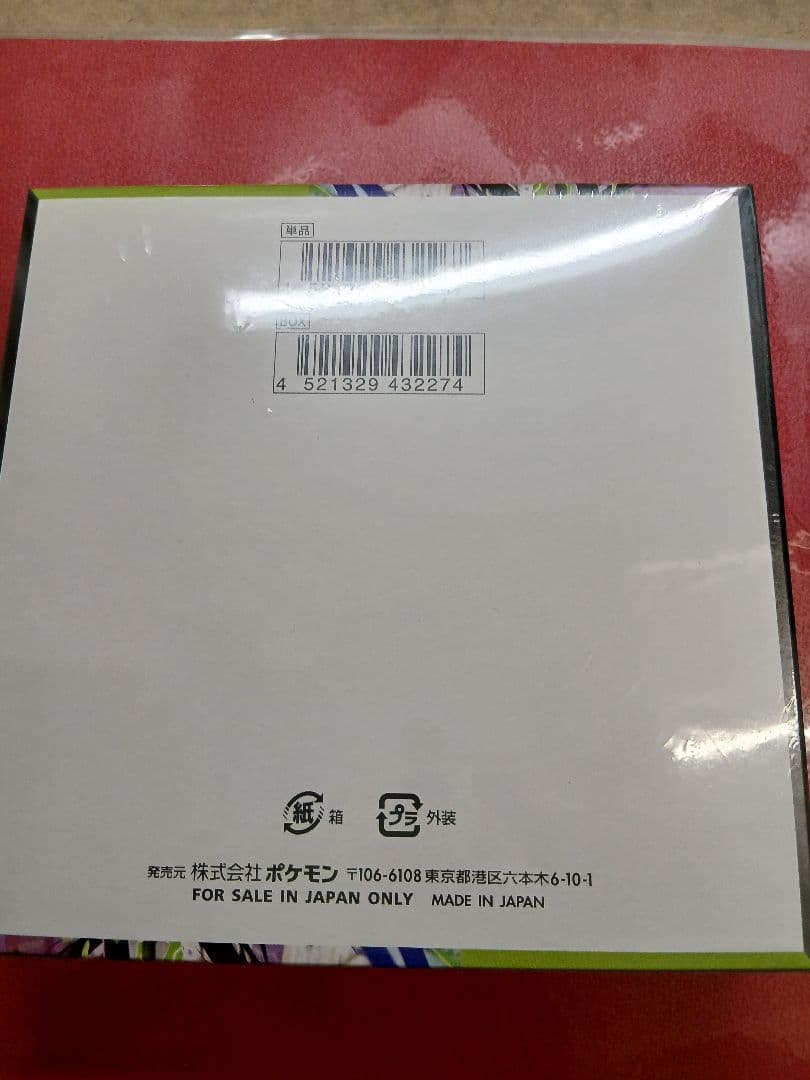 単品
BOX
4 521329 432274
紙 箱 プラ 外装
発売元 株式会社ポケモン 〒106-6108 東京都港区六本木6-10-1
FOR SALE IN JAPAN ONLY MADE IN JAPAN